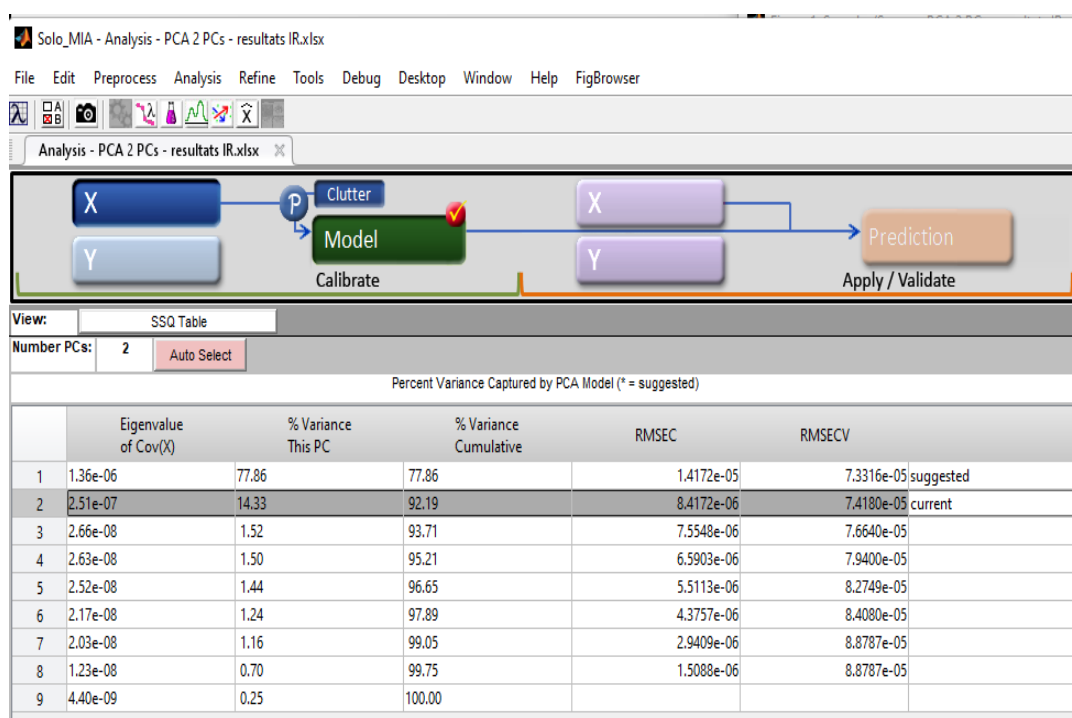 Solo_MIA - Analysis - PCA 2 PCs - resultats IR.xlsx
File Edit Preprocess Analysis Refine Tools Debug Desktop Window Help FigBrowser
Analysis - PCA 2 PCs - resultats IR.xlsx
X P Clutter X
Model Prediction
Y Y
Calibrate Apply / Validate
View: SSQ Table
Number PCs: 2 Auto Select
Percent Variance Captured by PCA Model (* = suggested)
Eigenvalue % Variance % Variance RMSEC RMSECV
of Cov(X) This PC Cumulative
1 1.36e-06 77.86 77.86 1.4172e-05 7.3316e-05 suggested
2 2.51e-07 14.33 92.19 8.4172e-06 7.4180e-05 current
3 2.66e-08 1.52 93.71 7.5548e-06 7.6640e-05
4 2.63e-08 1.50 95.21 6.5903e-06 7.9400e-05
5 2.52e-08 1.44 96.65 5.5113e-06 8.2749e-05
6 2.17e-08 1.24 97.89 4.3757e-06 8.4080e-05
7 2.03e-08 1.16 99.05 2.9409e-06 8.8787e-05
8 1.23e-08 0.70 99.75 1.5088e-06 8.8787e-05
9 4.40e-09 0.25 100.00